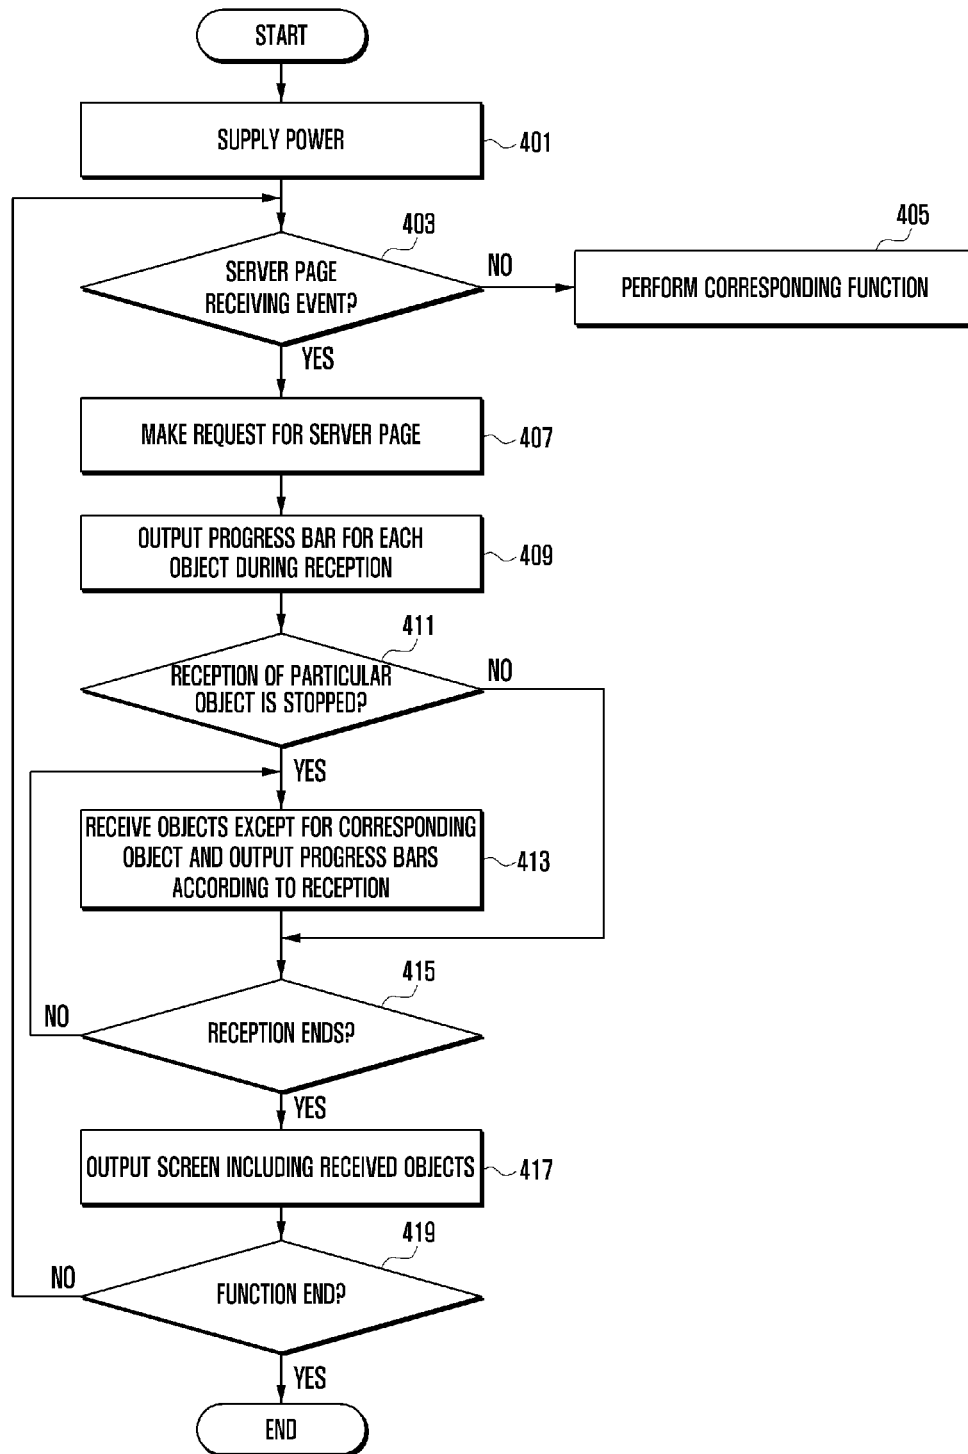 START
SUPPLY POWER
401
403
SERVER PAGE
RECEIVING EVENT?
NO
405
PERFORM CORRESPONDING FUNCTION
YES
MAKE REQUEST FOR SERVER PAGE
407
OUTPUT PROGRESS BAR FOR EACH
OBJECT DURING RECEPTION
409
411
RECEPTION OF PARTICULAR
OBJECT IS STOPPED?
NO
YES
RECEIVE OBJECTS EXCEPT FOR CORRESPONDING
OBJECT AND OUTPUT PROGRESS BARS
ACCORDING TO RECEPTION
413
415
NO
RECEPTION ENDS?
YES
OUTPUT SCREEN INCLUDING RECEIVED OBJECTS
417
419
NO
FUNCTION END?
YES
END